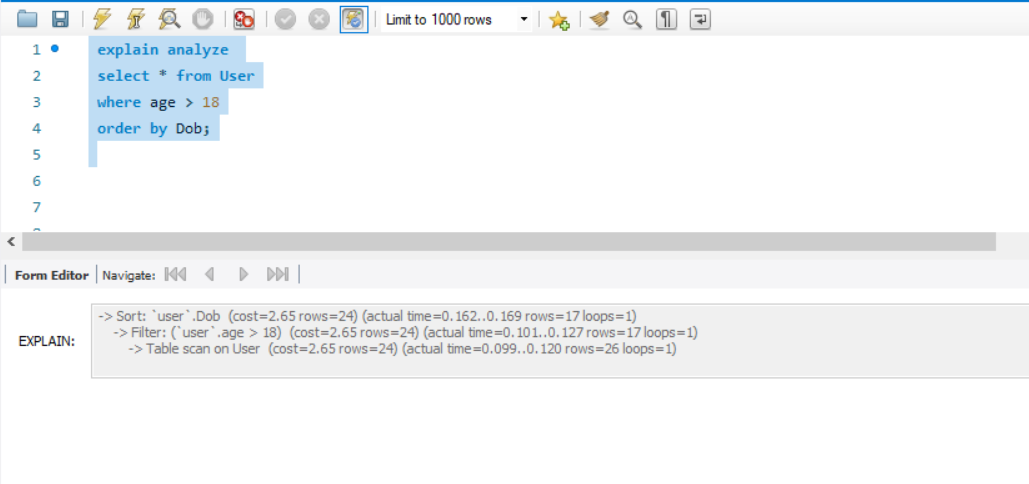 Limit to 1000 rows
1 explain analyze
2 select * from User
3 where age > 18
4 order by Dob;
5
6
7
Form Editor Navigate:
EXPLAIN:
-> Sort: `user`.Dob (cost=2.65 rows=24) (actual time=0.162..0.169 rows=17 loops=1)
-> Filter: (`user`.age > 18) (cost=2.65 rows=24) (actual time=0.101..0.127 rows=17 loops=1)
-> Table scan on User (cost=2.65 rows=24) (actual time=0.099..0.120 rows=26 loops=1)